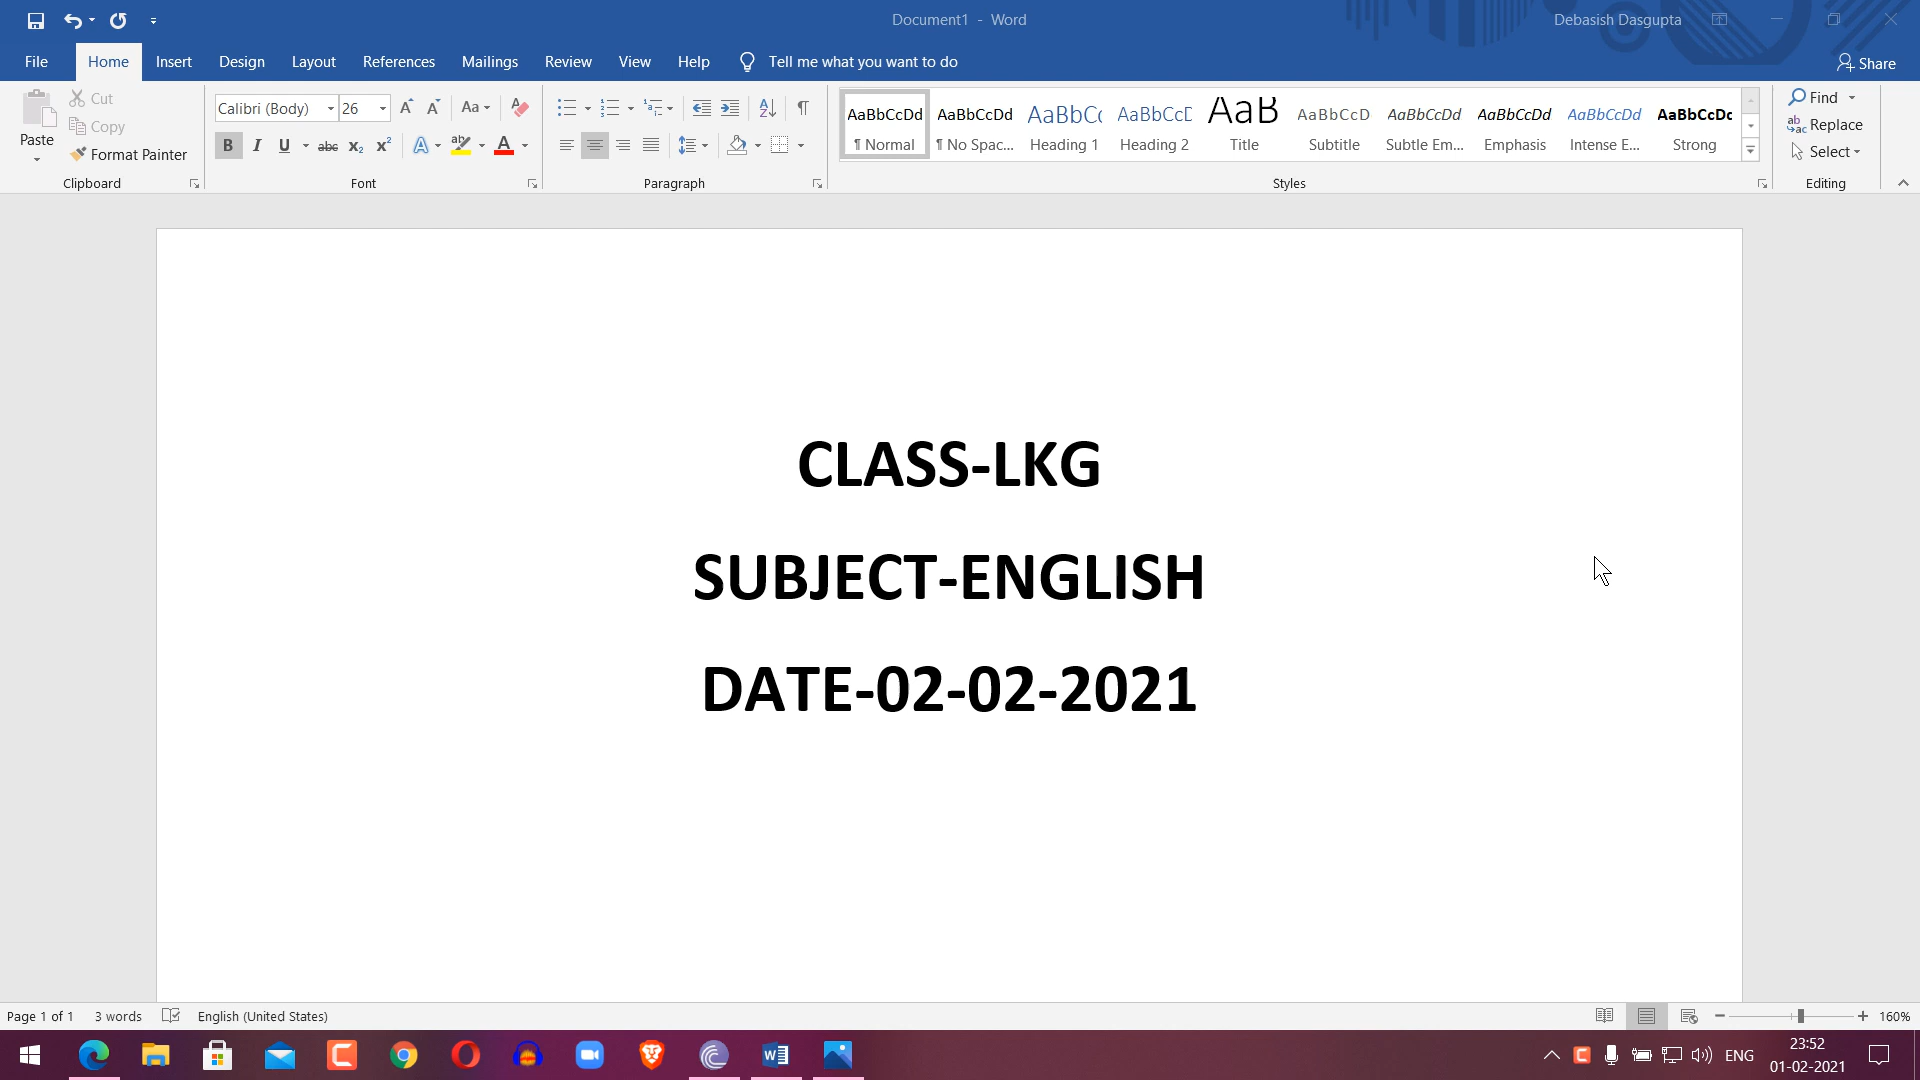 Document1 - Word
Debasish Dasgupta
File Home Insert Design Layout References Mailings Review View Help Tell me what you want to do Share
Paste
Cut
Copy
Format Painter
Clipboard
Calibri (Body) 26
Font
Paragraph
AaBbCcDd AaBbCcDd AaBbCc AaBbCcE AaB AaBbCcD AaBbCcDd AaBbCcDd AaBbCcDd AaBbCcDc
¶ Normal ¶ No Spac... Heading 1 Heading 2 Title Subtitle Subtle Em... Emphasis Intense E... Strong
Styles
Find
Replace
Select
Editing
CLASS-LKG
SUBJECT-ENGLISH
DATE-02-02-2021
Page 1 of 1 3 words English (United States) 160%
ENG
23:52
01-02-2021